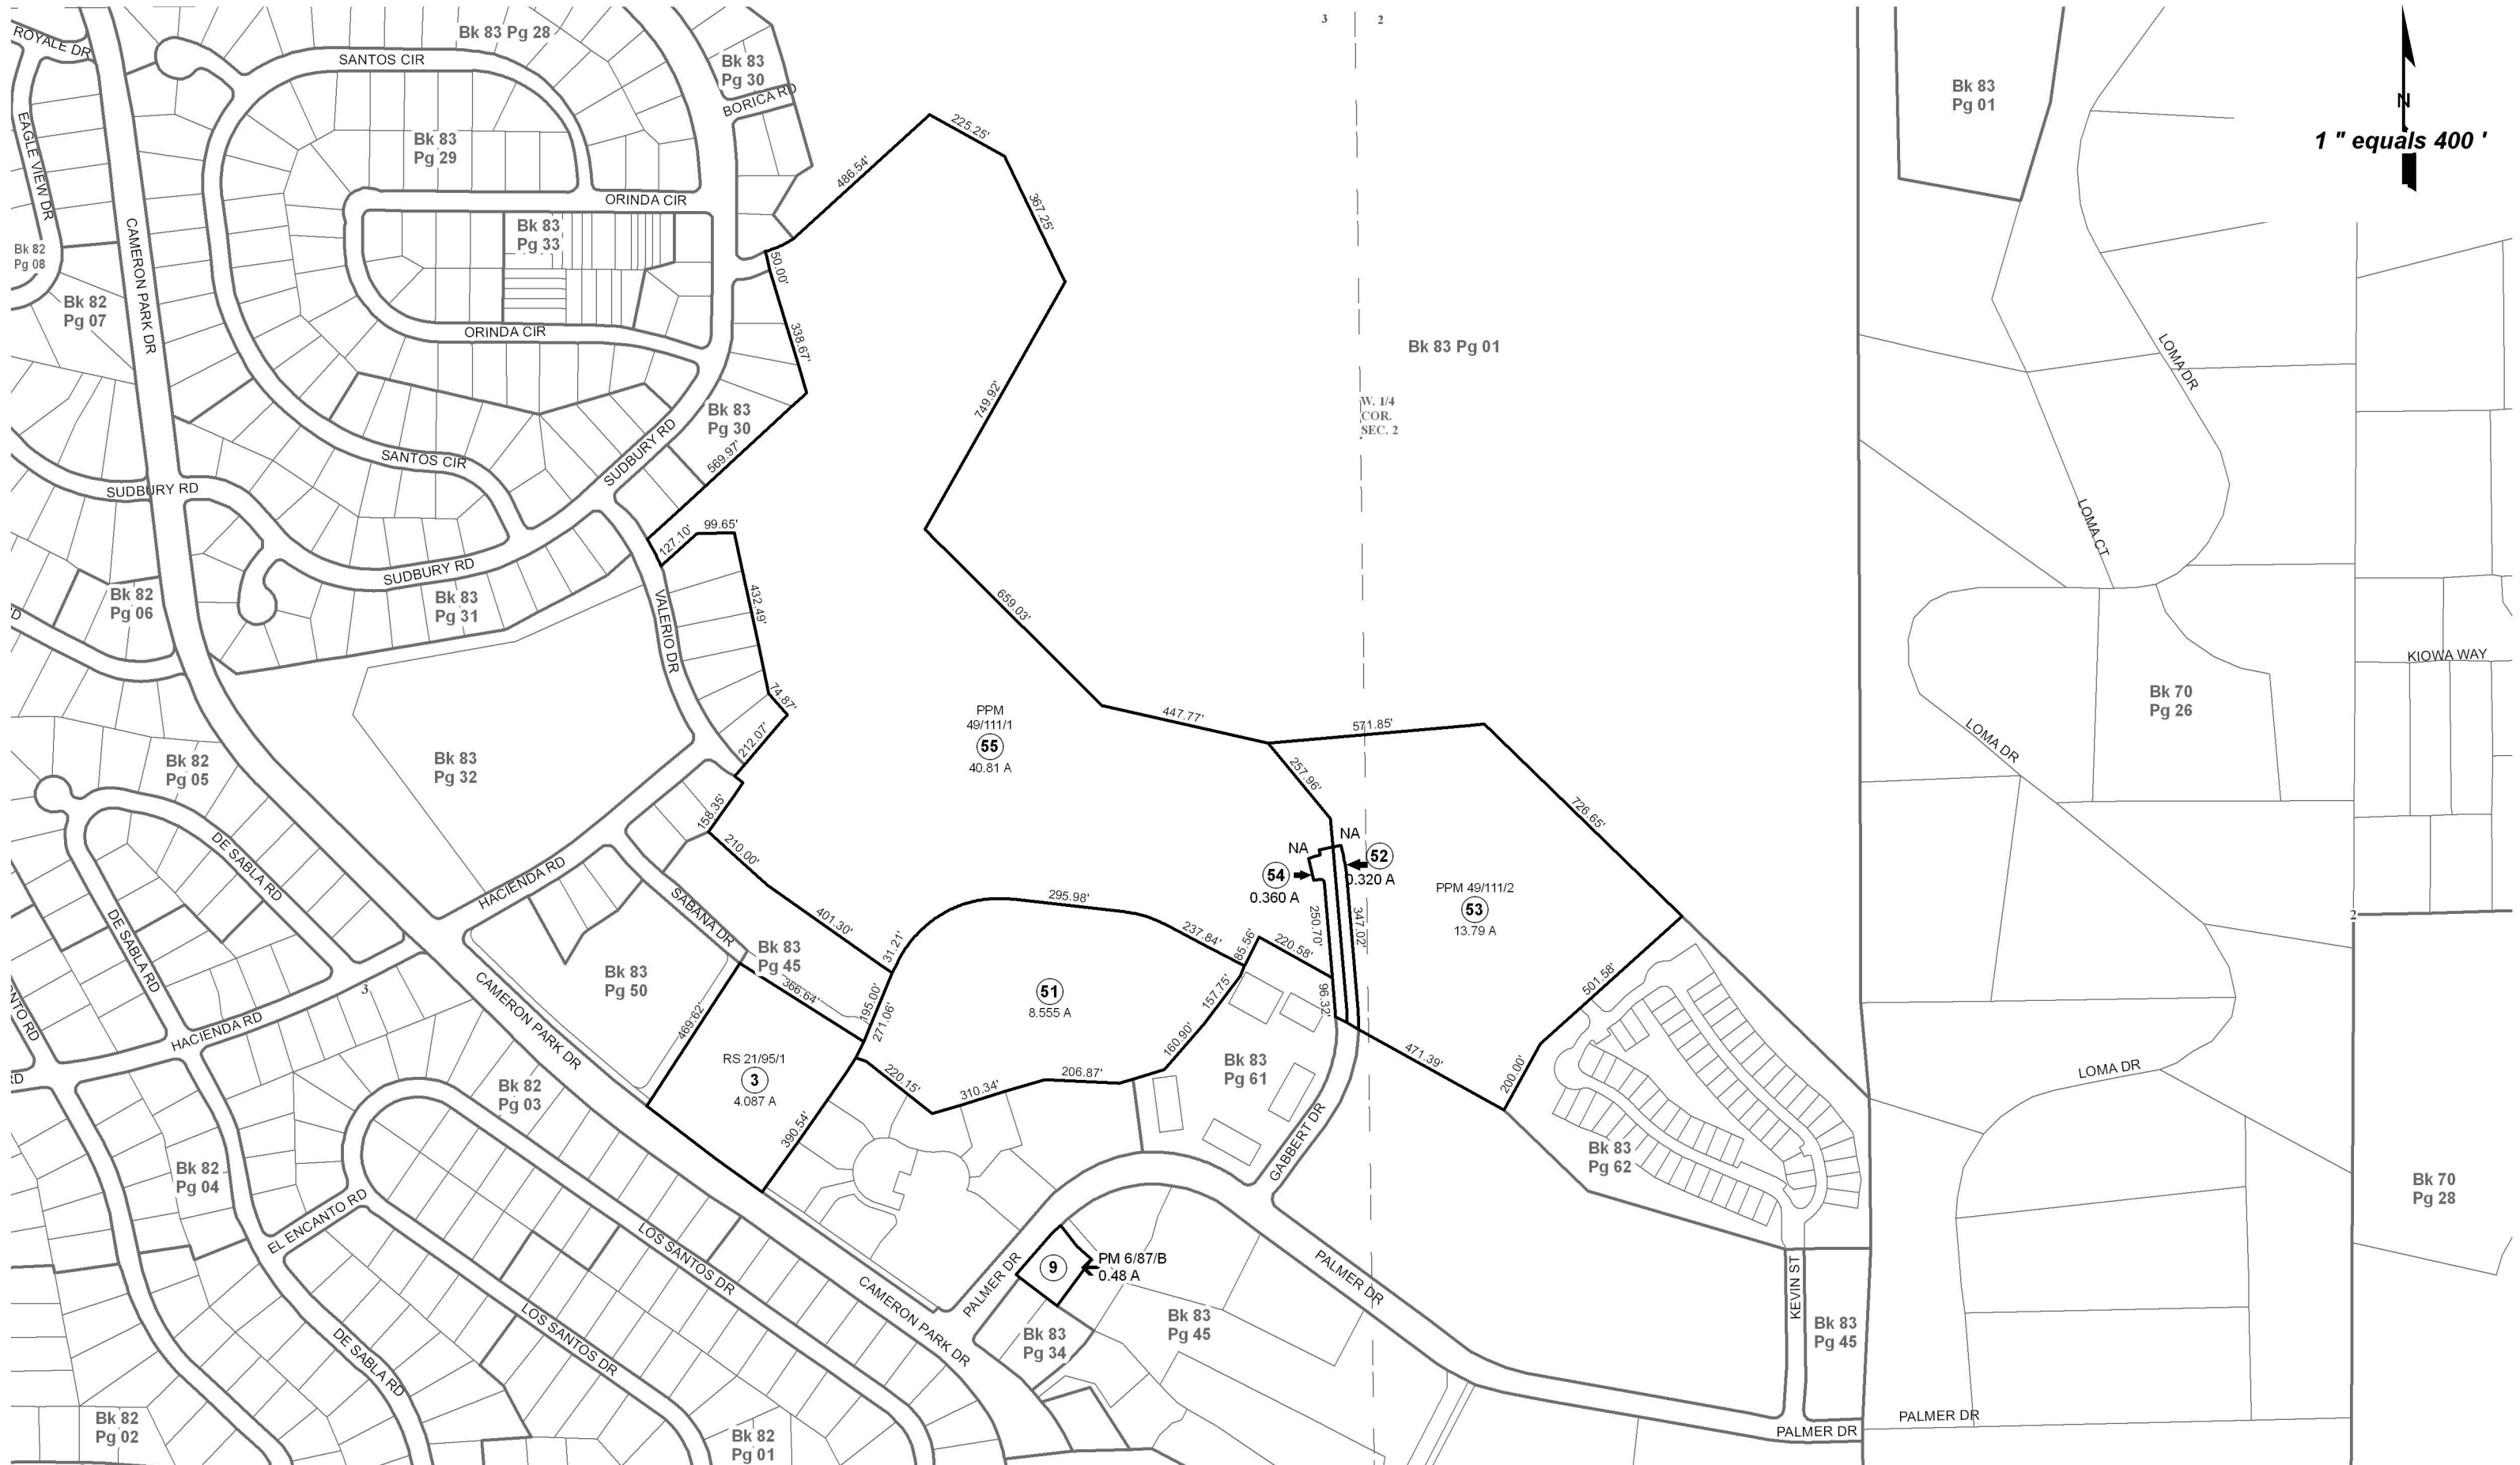 3
2
ROYALE DR
Bk 83 Pg 28
SANTOS CIR
Bk 83
Pg 30
BORICA RD
Bk 83
Pg 01
N
1 " equals 400 '
EAGLE VIEW DR
Bk 83
Pg 29
225.25'
486.54'
367.25'
ORINDA CIR
CAMERON PARK DR
Bk 83
Pg 33
Bk 82
Pg 08
Bk 82
Pg 07
50.00'
338.67'
ORINDA CIR
Bk 83 Pg 01
LOMA DR
749.92'
W. 1/4
COR.
SEC. 2
Bk 83
Pg 30
SANTOS CIR
SUDBURY RD
569.97'
SUDBURY RD
LOMA CT
99.65'
127.10'
SUDBURY RD
432.49'
659.03'
Bk 82
Pg 06
Bk 83
Pg 31
VALERIO DR
KIOWA WAY
Bk 70
Pg 26
74.87'
PPM
49/111/1
55
40.81 A
447.77'
571.85'
LOMA DR
212.07'
Bk 83
Pg 32
Bk 82
Pg 05
257.96'
158.35'
726.65'
210.00'
NA
NA
52
0.320 A
54
0.360 A
DE SABLA RD
HACIENDA RD
SABANA DR
PPM 49/111/2
53
13.79 A
295.98'
401.30'
237.84'
250.70'
347.02'
2
DE SABLA RD
31.21'
85.56'
220.58'
Bk 83
Pg 45
Bk 83
Pg 50
366.64'
195.00'
271.06'
51
8.555 A
157.75'
96.32'
501.58'
3
HACIENDA RD
CAMERON PARK DR
469.62'
160.90'
471.39'
RS 21/95/1
3
4.087 A
220.15'
310.34'
206.87'
Bk 83
Pg 61
200.00'
LOMA DR
RD
Bk 82
Pg 03
390.54'
GABBERT DR
Bk 83
Pg 62
Bk 82
Pg 04
Bk 70
Pg 28
EL ENCANTO RD
LOS SANTOS DR
PALMER DR
9
PM 6/87/B
0.48 A
PALMER DR
KEVIN ST
CAMERON PARK DR
LOS SANTOS DR
DE SABLA RD
Bk 83
Pg 34
Bk 83
Pg 45
Bk 83
Pg 45
Bk 82
Pg 02
Bk 82
Pg 01
PALMER DR
PALMER DR